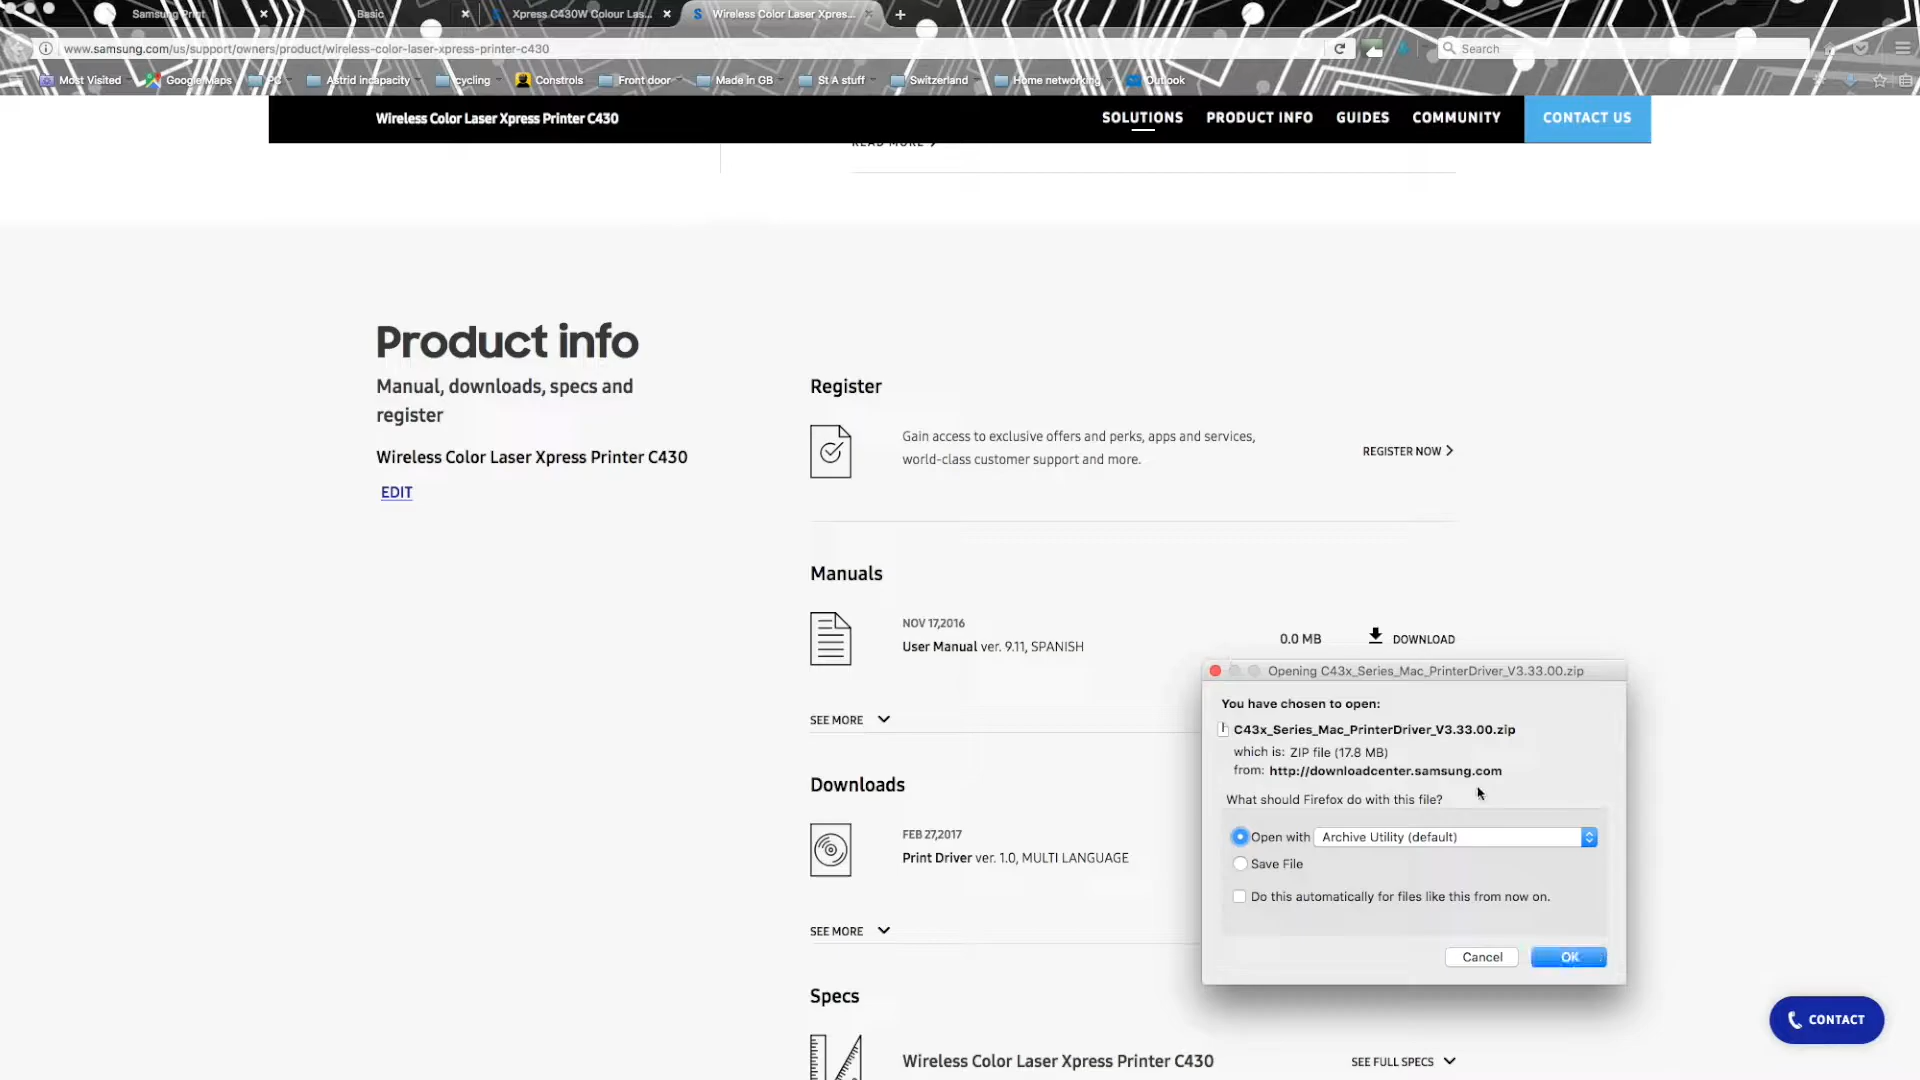 Samsung Print
Basic
Xpress C430W Colour Las...
Wireless Color Laser Xpres...
www.samsung.com/us/support/owners/product/wireless-color-laser-xpress-printer-c430
Search
Most Visited
Google Maps
PC
Astrid incapacity
cycling
Constrols
Front door
Made in GB
St A stuff
Switzerland
Home networking
Outlook
Wireless Color Laser Xpress Printer C430
SOLUTIONS
PRODUCT INFO
GUIDES
COMMUNITY
CONTACT US
READ MORE
Product info
Manual, downloads, specs and
register
Wireless Color Laser Xpress Printer C430
EDIT
Register
Gain access to exclusive offers and perks, apps and services,
world-class customer support and more.
REGISTER NOW
Manuals
NOV 17,2016
User Manual ver. 9.11, SPANISH
0.0 MB
DOWNLOAD
SEE MORE
Downloads
FEB 27,2017
Print Driver ver. 1.0, MULTI LANGUAGE
SEE MORE
Specs
Wireless Color Laser Xpress Printer C430
SEE FULL SPECS
Opening C43x_Series_Mac_PrinterDriver_V3.33.00.zip
You have chosen to open:
C43x_Series_Mac_PrinterDriver_V3.33.00.zip
which is: ZIP file (17.8 MB)
from: http://downloadcenter.samsung.com
What should Firefox do with this file?
Open with Archive Utility (default)
Save File
Do this automatically for files like this from now on.
Cancel
OK
CONTACT